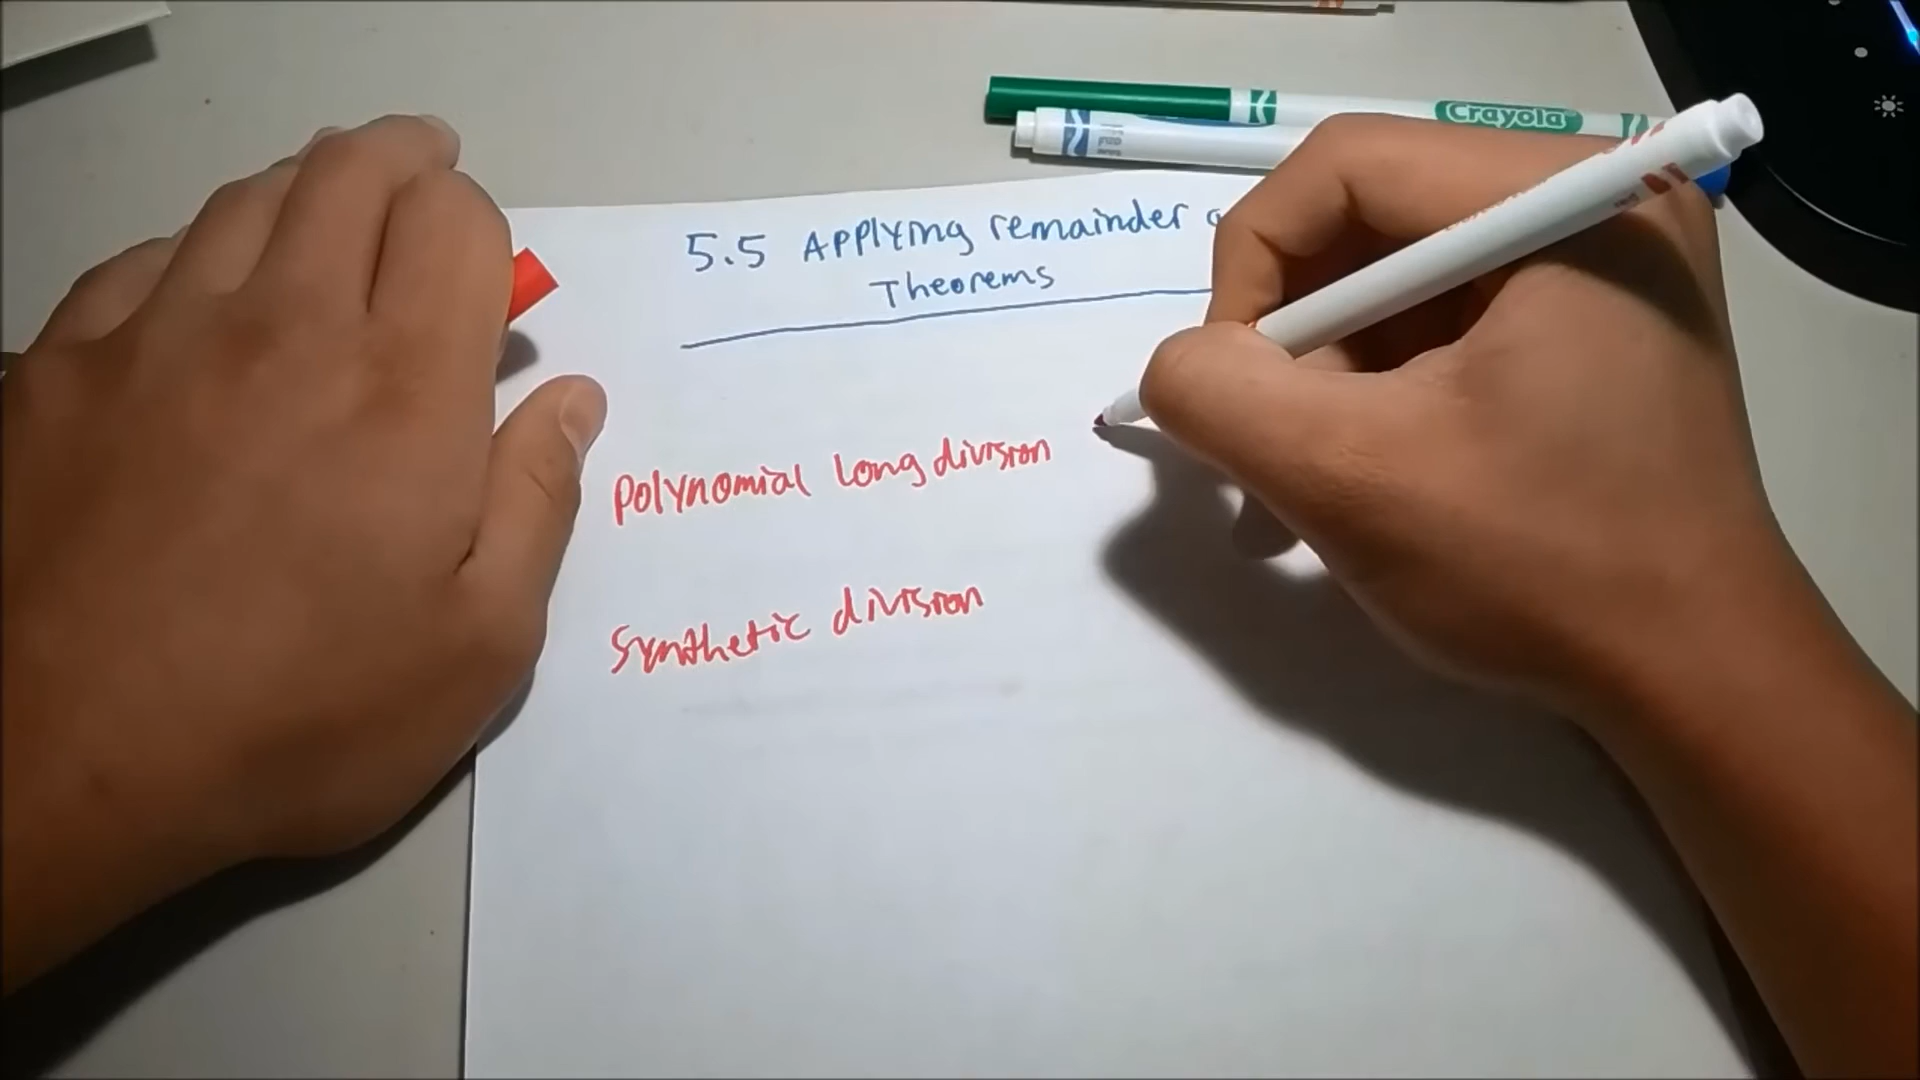 Crayola
5.5 Applying remainder
Theorems
polynomial long division
Synthetic division